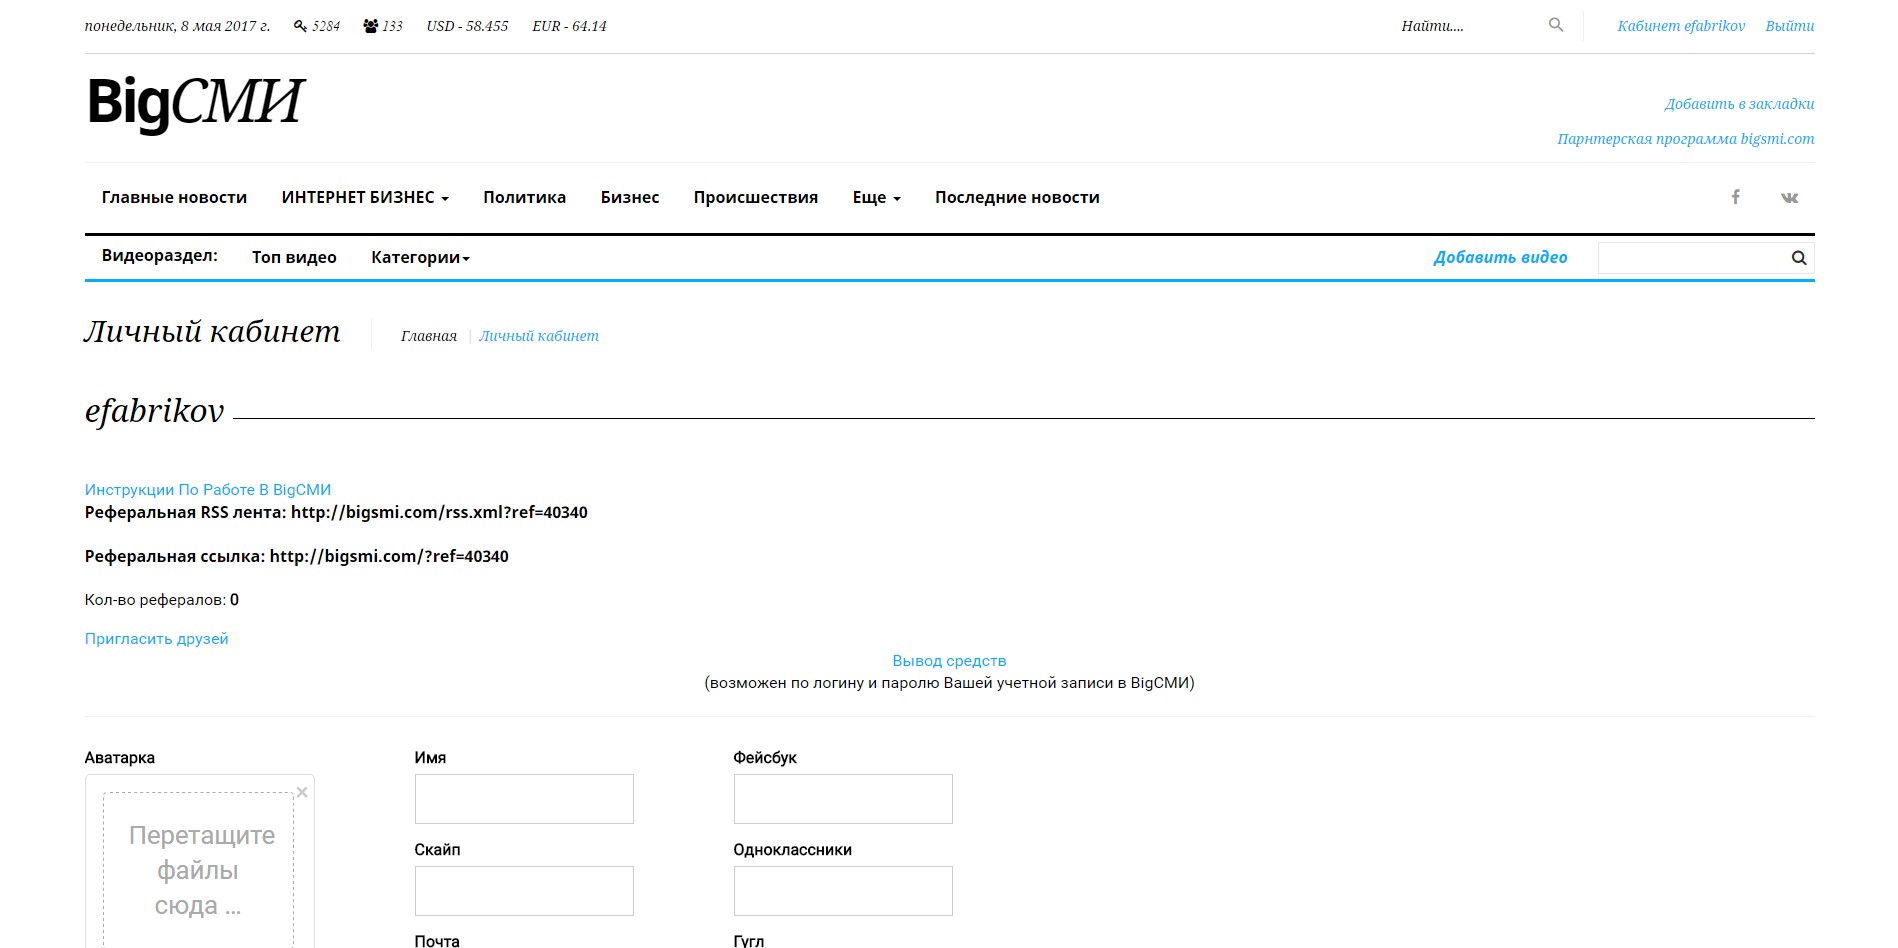 понедельник, 8 мая 2017 г. 5284 133 USD - 58.455 EUR - 64.14 Найти.... Кабинет efabrikov Выйти
BigСМИ
Добавить в закладки
Парнтерская программа bigsmi.com
Главные новости ИНТЕРНЕТ БИЗНЕС Политика Бизнес Происшествия Еще Последние новости
Видеораздел: Топ видео Категории Добавить видео
Личный кабинет Главная | Личный кабинет
efabrikov
Инструкции По Работе В BigСМИ
Реферальная RSS лента: http://bigsmi.com/rss.xml?ref=40340
Реферальная ссылка: http://bigsmi.com/?ref=40340
Кол-во рефералов: 0
Пригласить друзей
Вывод средств
(возможен по логину и паролю Вашей учетной записи в BigСМИ)
Аватарка Имя Фейсбук
Перетащите
файлы
сюда ...
Скайп Одноклассники
Почта Гугл